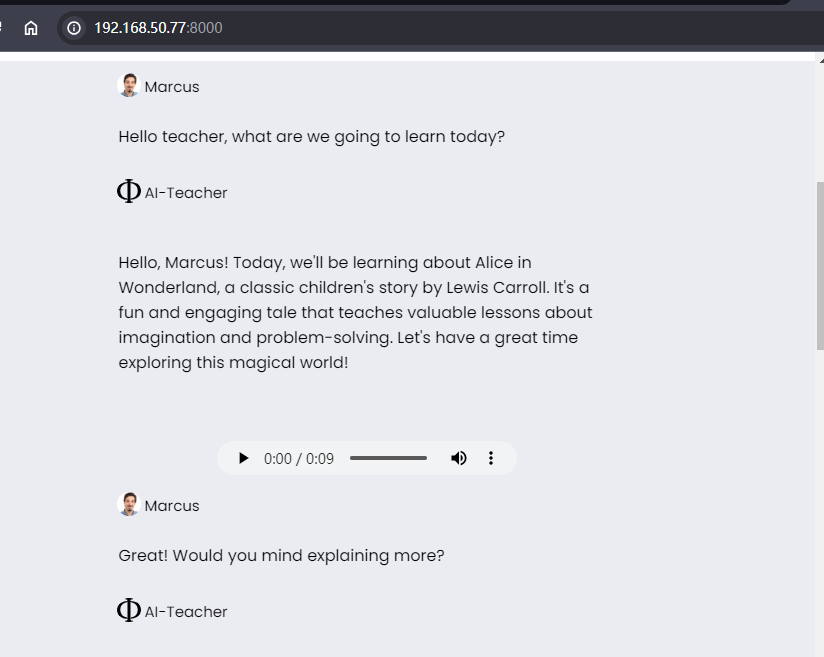 192.168.50.77:8000
Marcus
Hello teacher, what are we going to learn today?
Φ AI-Teacher
Hello, Marcus! Today, we'll be learning about Alice in
Wonderland, a classic children's story by Lewis Carroll. It's a
fun and engaging tale that teaches valuable lessons about
imagination and problem-solving. Let's have a great time
exploring this magical world!
0:00 / 0:09
Marcus
Great! Would you mind explaining more?
Φ AI-Teacher